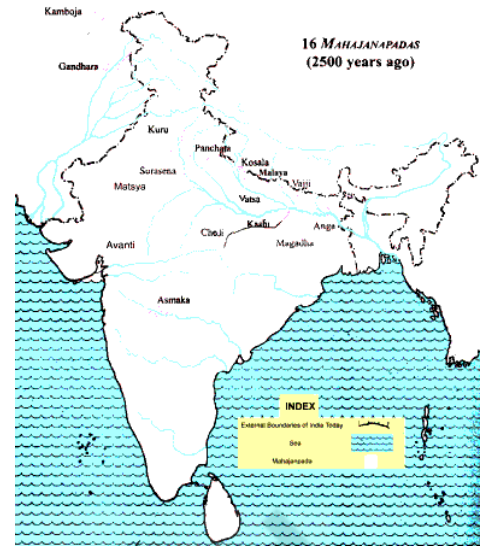 Kamboja
16 MAHAJANAPADAS
(2500 years ago)
Gandhara
Kuru
Panchala
Kosala
Malaya
Vajji
Surasena
Matsya
Vatsa
Kashi
Anga
Chedi
Magadha
Avanti
Asmaka
INDEX
External Boundaries of India Today
Sea
Mahajanpada